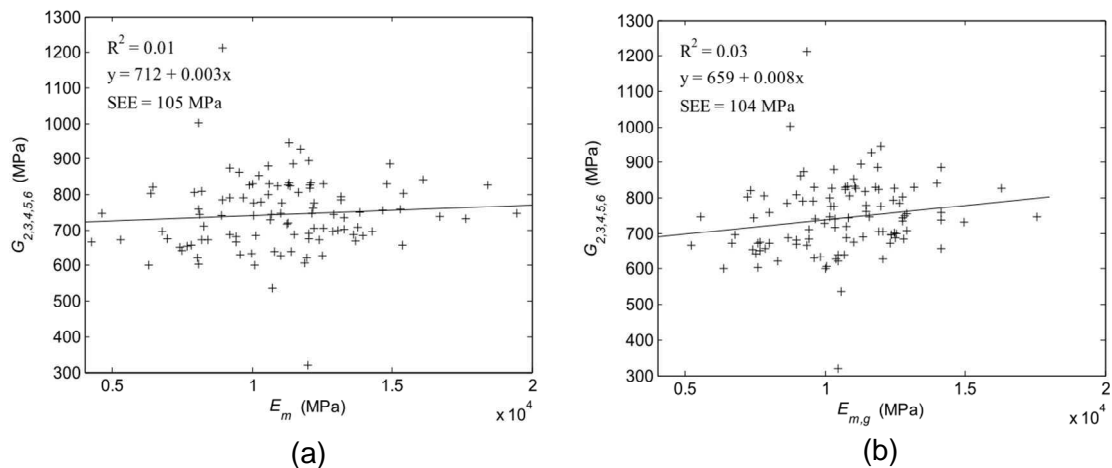 1300
1200
1100
1000
900
800
700
600
500
400
300
R² = 0.01
y = 712 + 0.003x
SEE = 105 MPa
G2,3,4,5,6 (MPa)
0.5 1 1.5 2
x 10⁴
Em (MPa)
(a)
1300
1200
1100
1000
900
800
700
600
500
400
300
R² = 0.03
y = 659 + 0.008x
SEE = 104 MPa
G2,3,4,5,6 (MPa)
0.5 1 1.5 2
x 10⁴
Em,g (MPa)
(b)